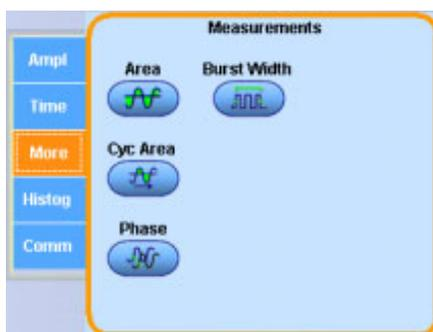 Measurements
Ampl
Time
More
Histog
Comm
Area
Burst Width
Cyc Area
Phase